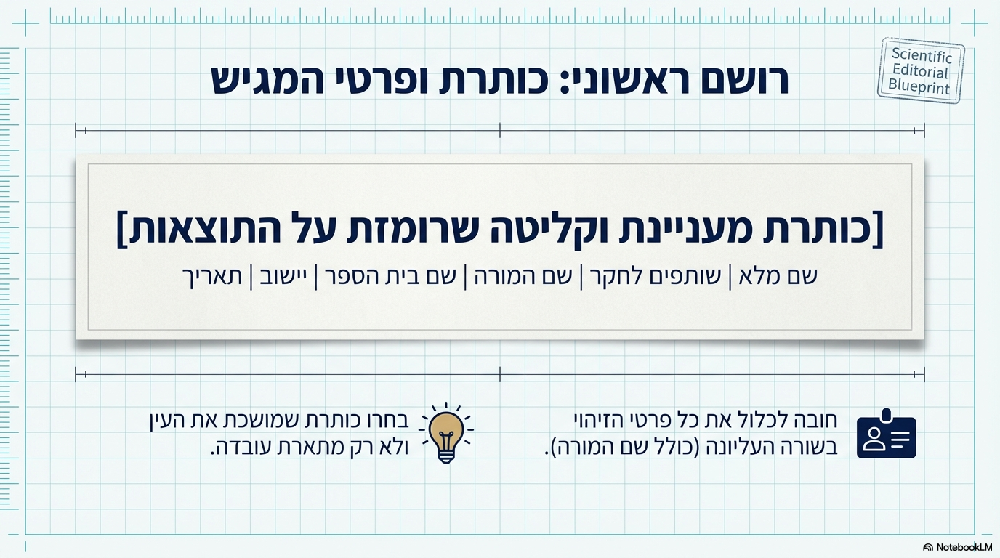 רושם ראשוני: כותרת ופרטי המגיש
Scientific
Editorial
Blueprint
[כותרת מעניינת וקליטה שרומזת על התוצאות]
שם מלא | שותפים לחקר | שם המורה | שם בית הספר | יישוב | תאריך
חובה לכלול את כל פרטי הזיהוי
בשורה העליונה (כולל שם המורה).
בחרו כותרת שמושכת את העין
ולא רק מתארת עובדה.
NotebookLM